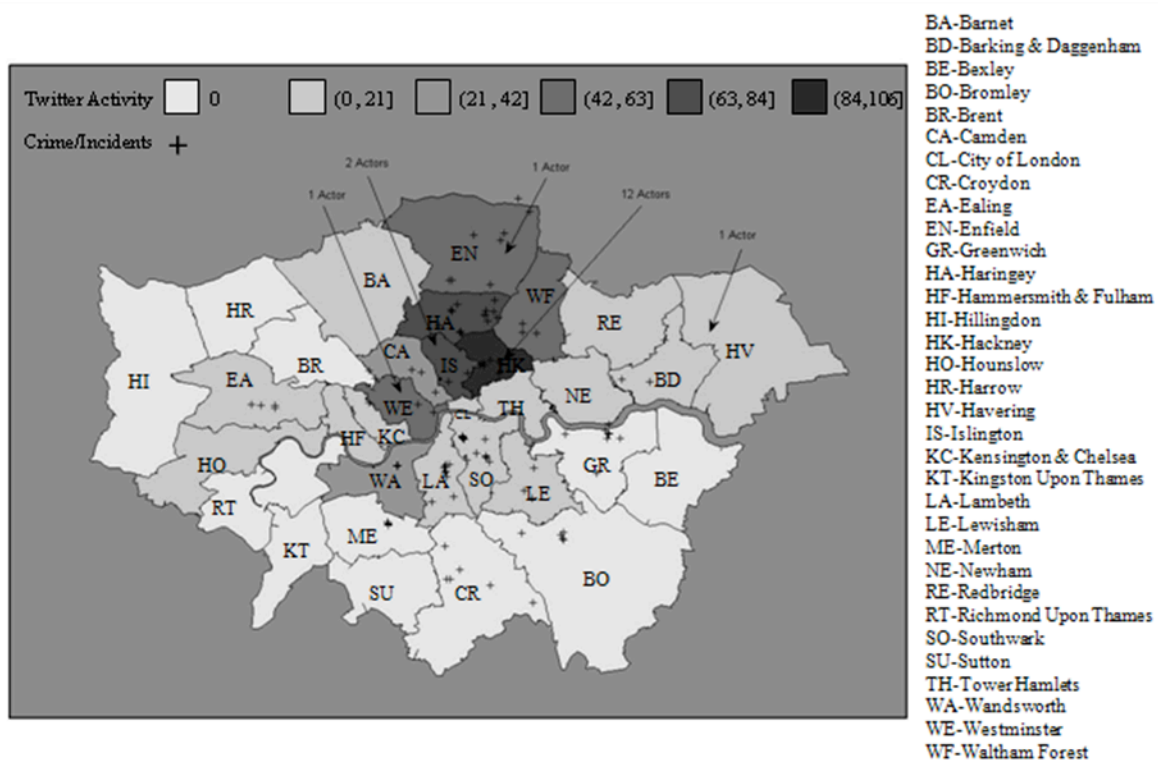 Twitter Activity 0 (0,21] (21,42] (42,63] (63,84] (84,106]
Crime/Incidents +
2 Actors
1 Actor
1 Actor
12 Actors
1 Actor
EN
BA
WF
HR
HA
RE
CA
IS
HK
HV
BR
HI
EA
BD
NE
WE
TH
CL
HF
KC
HO
WA
LA
SO
GR
LE
BE
RT
ME
KT
BO
SU
CR
BA-Barnet
BD-Barking & Daggenham
BE-Bexley
BO-Bromley
BR-Brent
CA-Camden
CL-City of London
CR-Croydon
EA-Ealing
EN-Enfield
GR-Greenwich
HA-Haringey
HF-Hammersmith & Fulham
HI-Hillingdon
HK-Hackney
HO-Hounslow
HR-Harrow
HV-Havering
IS-Islington
KC-Kensington & Chelsea
KT-Kingston Upon Thames
LA-Lambeth
LE-Lewisham
ME-Merton
NE-Newham
RE-Redbridge
RT-Richmond Upon Thames
SO-Southwark
SU-Sutton
TH-Tower Hamlets
WA-Wandsworth
WE-Westminster
WF-Waltham Forest